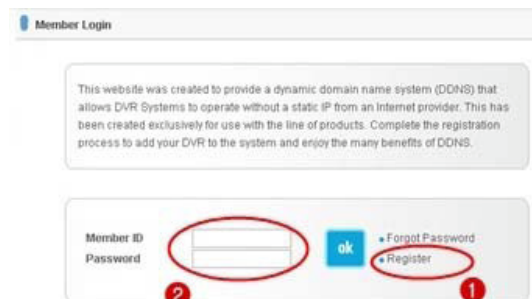 Member Login
This website was created to provide a dynamic domain name system (DDNS) that
allows DVR Systems to operate without a static IP from an Internet provider. This has
been created exclusively for use with the line of products. Complete the registration
process to add your DVR to the system and enjoy the many benefits of DDNS.
Member ID
Password
ok
Forgot Password
Register
2
1